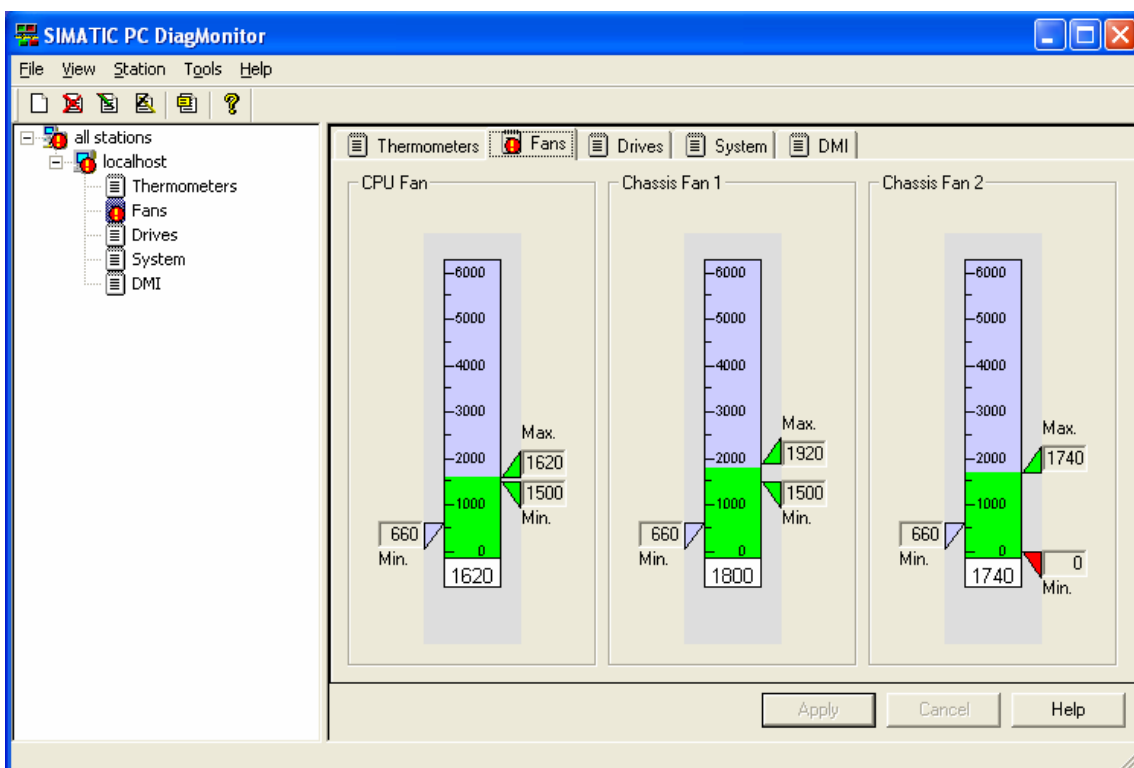 SIMATIC PC DiagMonitor
File View Station Tools Help
all stations
localhost
Thermometers
Fans
Drives
System
DMI
Thermometers Fans Drives System DMI
CPU Fan
6000
5000
4000
3000
2000
1000
0
Max.
1620
1500
Min.
660
Min.
1620
Chassis Fan 1
6000
5000
4000
3000
2000
1000
0
Max.
1920
1500
Min.
660
Min.
1800
Chassis Fan 2
6000
5000
4000
3000
2000
1000
0
Max.
1740
660
Min.
0
Min.
1740
Apply Cancel Help